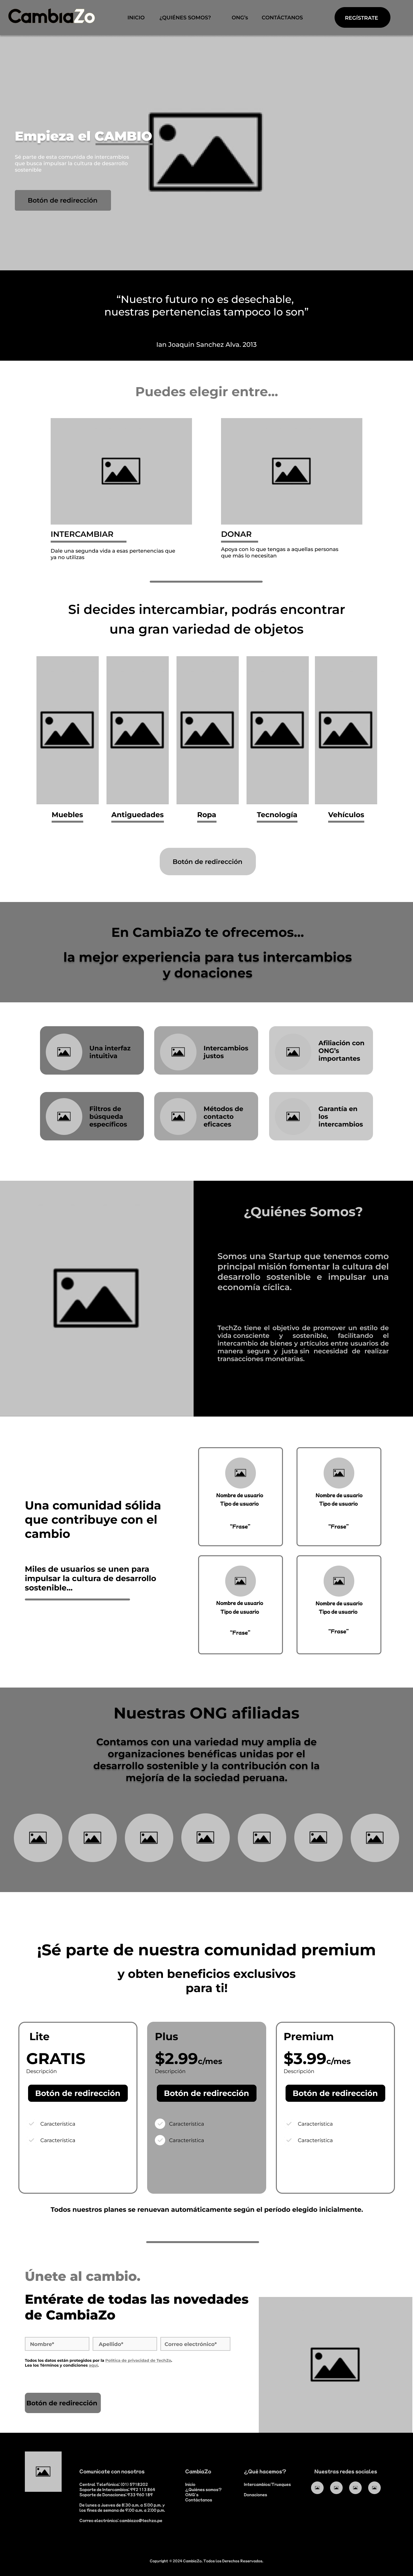 CambiaZo
INICIO
¿QUIÉNES SOMOS?
ONG's
CONTÁCTANOS
REGÍSTRATE
Empieza el CAMBIO
Sé parte de esta comunida de intercambios
que busca impulsar la cultura de desarrollo
sostenible
Botón de redirección
“Nuestro futuro no es desechable,
nuestras pertenencias tampoco lo son”
Ian Joaquin Sanchez Alva. 2013
Puedes elegir entre...
INTERCAMBIAR
Dale una segunda vida a esas pertenencias que
ya no utilizas
DONAR
Apoya con lo que tengas a aquellas personas
que más lo necesitan
Si decides intercambiar, podrás encontrar
una gran variedad de objetos
Muebles
Antiguedades
Ropa
Tecnología
Vehículos
Botón de redirección
En CambiaZo te ofrecemos...
la mejor experiencia para tus intercambios
y donaciones
Una interfaz
intuitiva
Intercambios
justos
Afiliación con
ONG’s
importantes
Filtros de
búsqueda
específicos
Métodos de
contacto
eficaces
Garantía en
los
intercambios
¿Quiénes Somos?
Somos una Startup que tenemos como
principal misión fomentar la cultura del
desarrollo sostenible e impulsar una
economía cíclica.
TechZo tiene el objetivo de promover un estilo de
vida consciente y sostenible, facilitando el
intercambio de bienes y artículos entre usuarios de
manera segura y justa sin necesidad de realizar
transacciones monetarias.
Una comunidad sólida
que contribuye con el
cambio
Miles de usuarios se unen para
impulsar la cultura de desarrollo
sostenible...
Nombre de usuario
Tipo de usuario
“Frase”
Nombre de usuario
Tipo de usuario
“Frase”
Nombre de usuario
Tipo de usuario
“Frase”
Nombre de usuario
Tipo de usuario
“Frase”
Nuestras ONG afiliadas
Contamos con una variedad muy amplia de
organizaciones benéficas unidas por el
desarrollo sostenible y la contribución con la
mejoría de la sociedad peruana.
¡Sé parte de nuestra comunidad premium
y obten beneficios exclusivos
para ti!
Lite
GRATIS
Descripción
Botón de redirección
Característica
Característica
Plus
$2.99c/mes
Descripción
Botón de redirección
Característica
Característica
Premium
$3.99c/mes
Descripción
Botón de redirección
Característica
Característica
Todos nuestros planes se renuevan automáticamente según el período elegido inicialmente.
Únete al cambio.
Entérate de todas las novedades
de CambiaZo
Nombre*
Apellido*
Correo electrónico*
Todos los datos están protegidos por la Política de privacidad de TechZo.
Lea los Términos y condiciones aquí.
Botón de redirección
Comunícate con nosotros
Central Telefónica: (01) 5718202
Soporte de Intercambios: 992 113 864
Soporte de Donaciones: 933 960 189
De lunes a Jueves de 8:30 a.m. a 5:00 p.m. y
los fines de semana de 9:00 a.m. a 2:00 p.m.
Correo electrónico: cambiazo@techzo.pe
CambiaZo
Inicio
¿Quiénes somos?
ONG's
Contáctanos
¿Qué hacemos?
Intercambios/Trueques
Donaciones
Nuestras redes sociales
Copyright © 2024 CambiaZo. Todos los Derechos Reservados.